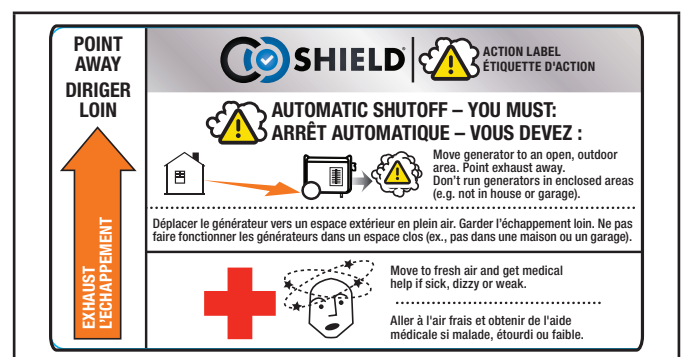 POINT
AWAY
DIRIGER
LOIN
EXHAUST
L'ECHAPPEMENT
CO SHIELD®
ACTION LABEL
ÉTIQUETTE D'ACTION
AUTOMATIC SHUTOFF – YOU MUST:
ARRÊT AUTOMATIQUE – VOUS DEVEZ :
Move generator to an open, outdoor
area. Point exhaust away.
Don't run generators in enclosed areas
(e.g. not in house or garage).
Déplacer le générateur vers un espace extérieur en plein air. Garder l'échappement loin. Ne pas
faire fonctionner les générateurs dans un espace clos (ex., pas dans une maison ou un garage).
Move to fresh air and get medical
help if sick, dizzy or weak.
Aller à l'air frais et obtenir de l'aide
médicale si malade, étourdi ou faible.